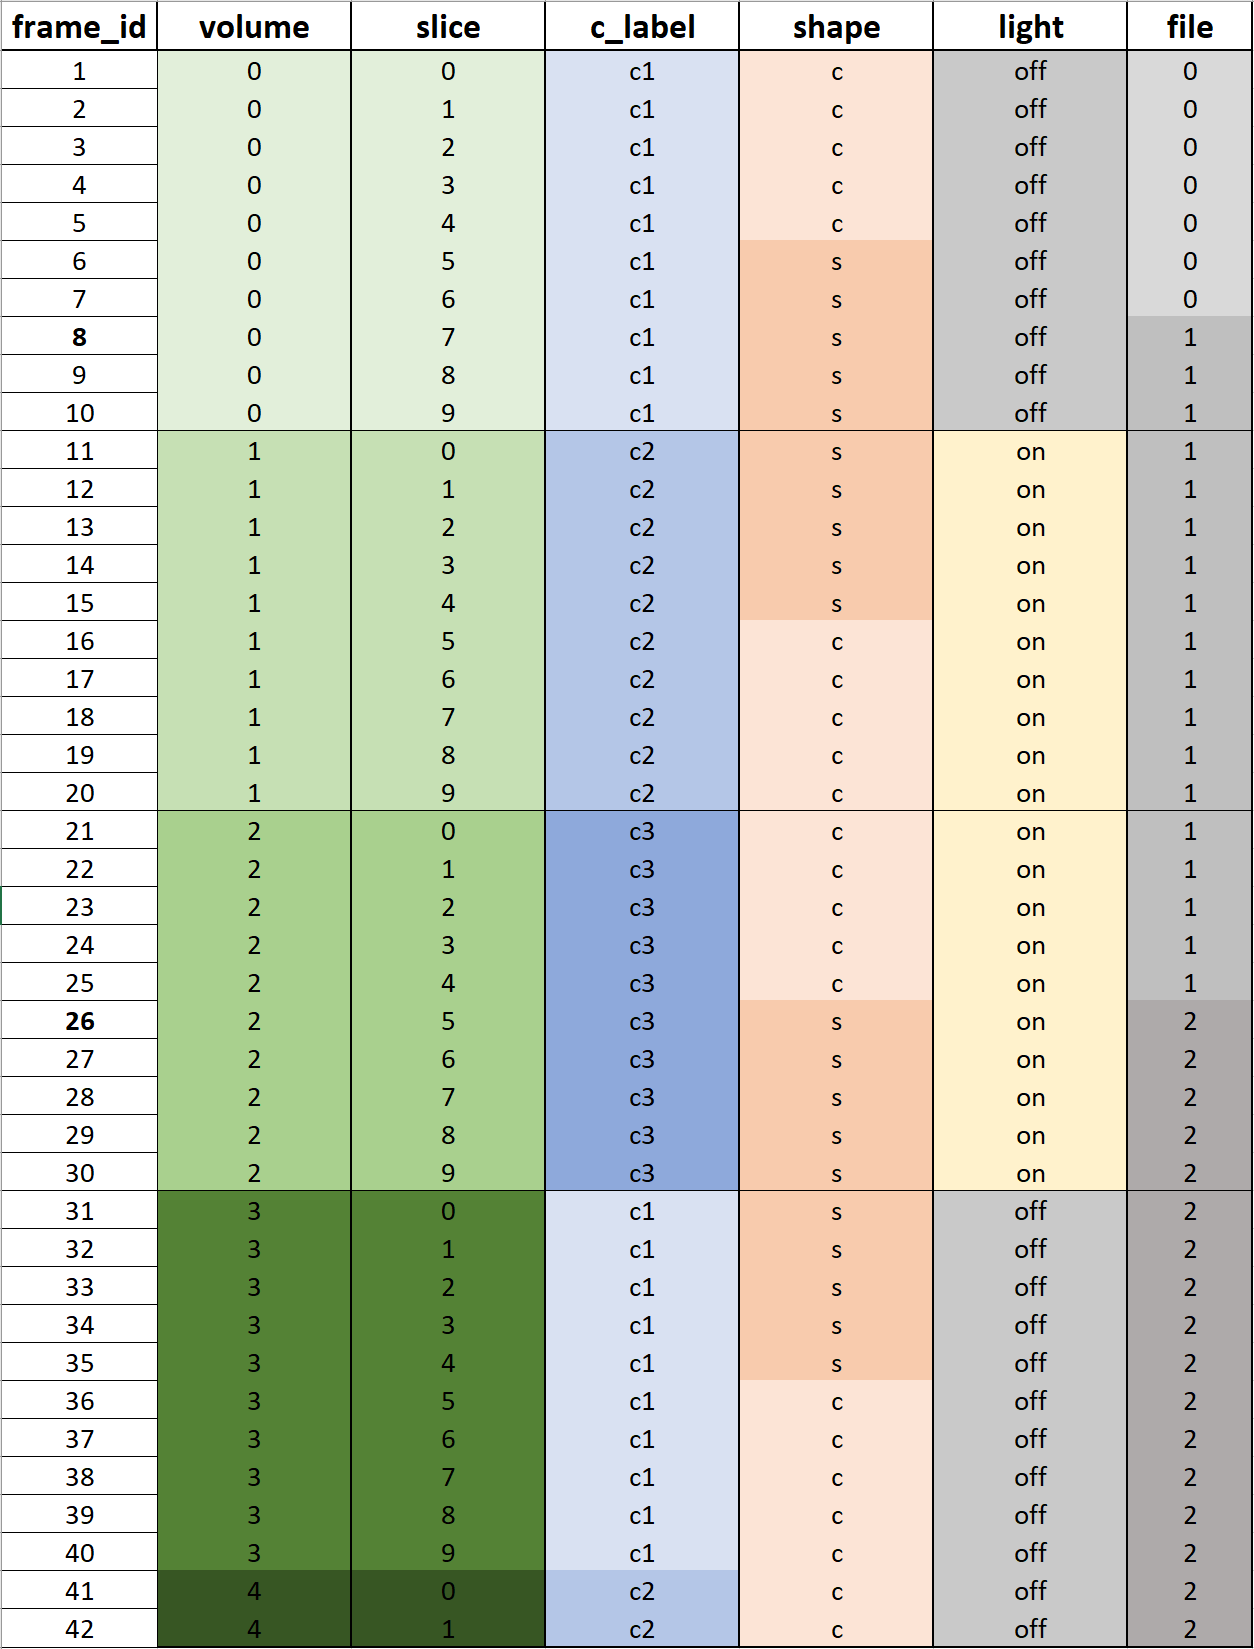 frame_id volume slice c_label shape light file
1 0 0 c1 c off 0
2 0 1 c1 c off 0
3 0 2 c1 c off 0
4 0 3 c1 c off 0
5 0 4 c1 c off 0
6 0 5 c1 s off 0
7 0 6 c1 s off 0
8 0 7 c1 s off 1
9 0 8 c1 s off 1
10 0 9 c1 s off 1
11 1 0 c2 s on 1
12 1 1 c2 s on 1
13 1 2 c2 s on 1
14 1 3 c2 s on 1
15 1 4 c2 s on 1
16 1 5 c2 c on 1
17 1 6 c2 c on 1
18 1 7 c2 c on 1
19 1 8 c2 c on 1
20 1 9 c2 c on 1
21 2 0 c3 c on 1
22 2 1 c3 c on 1
23 2 2 c3 c on 1
24 2 3 c3 c on 1
25 2 4 c3 c on 1
26 2 5 c3 s on 2
27 2 6 c3 s on 2
28 2 7 c3 s on 2
29 2 8 c3 s on 2
30 2 9 c3 s on 2
31 3 0 c1 s off 2
32 3 1 c1 s off 2
33 3 2 c1 s off 2
34 3 3 c1 s off 2
35 3 4 c1 s off 2
36 3 5 c1 c off 2
37 3 6 c1 c off 2
38 3 7 c1 c off 2
39 3 8 c1 c off 2
40 3 9 c1 c off 2
41 4 0 c2 c off 2
42 4 1 c2 c off 2